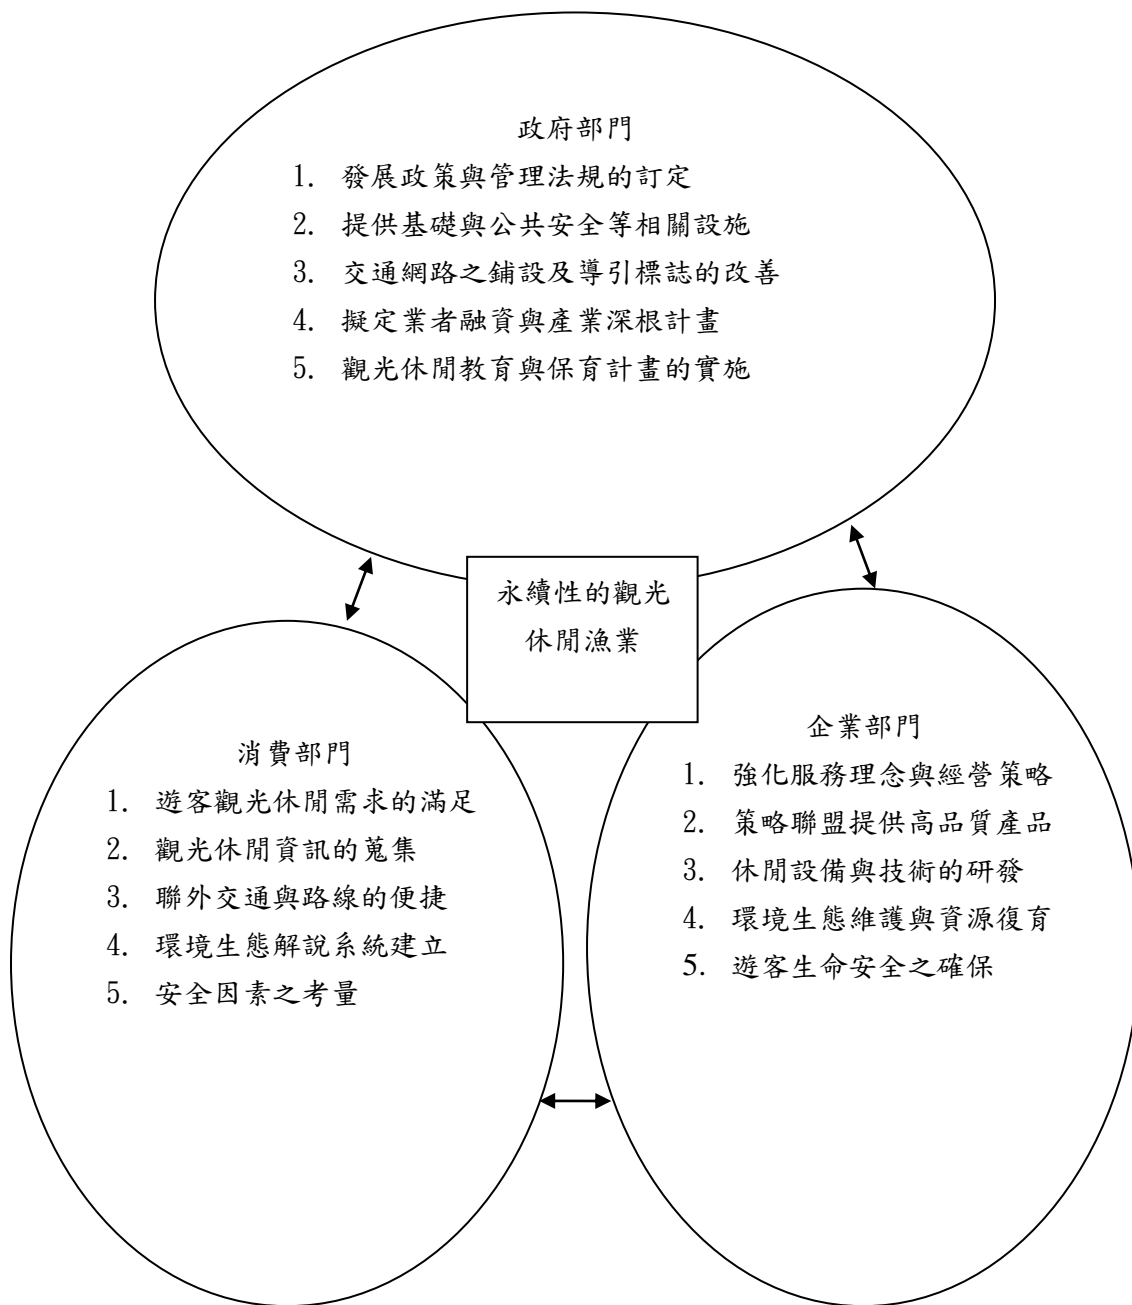 政府部門
1. 發展政策與管理法規的訂定
2. 提供基礎與公共安全等相關設施
3. 交通網路之鋪設及導引標誌的改善
4. 擬定業者融資與產業深根計畫
5. 觀光休閒教育與保育計畫的實施
永續性的觀光
休閒漁業
消費部門
1. 遊客觀光休閒需求的滿足
2. 觀光休閒資訊的蒐集
3. 聯外交通與路線的便捷
4. 環境生態解說系統建立
5. 安全因素之考量
企業部門
1. 強化服務理念與經營策略
2. 策略聯盟提供高品質產品
3. 休閒設備與技術的研發
4. 環境生態維護與資源復育
5. 遊客生命安全之確保